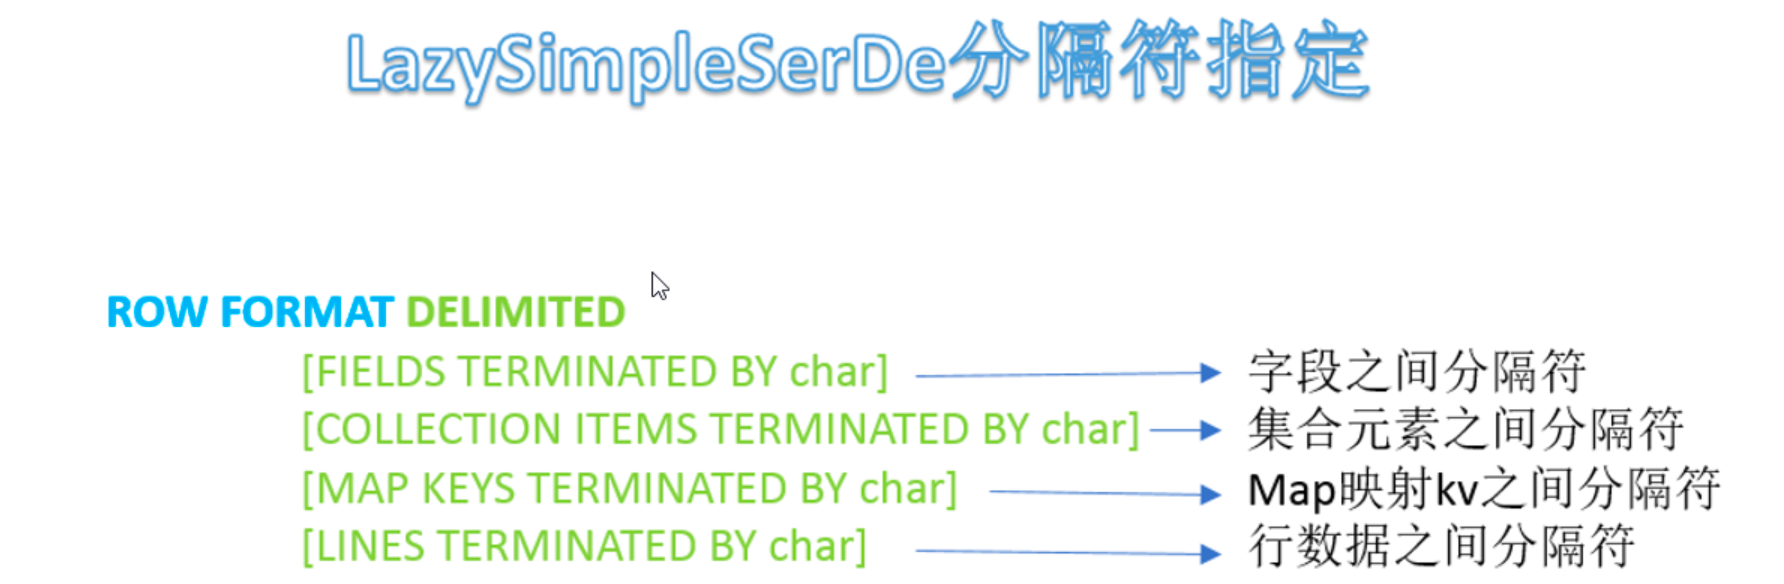 LazySimpleSerDe分隔符指定
ROW FORMAT DELIMITED
[FIELDS TERMINATED BY char] 字段之间分隔符
[COLLECTION ITEMS TERMINATED BY char] 集合元素之间分隔符
[MAP KEYS TERMINATED BY char] Map映射kv之间分隔符
[LINES TERMINATED BY char] 行数据之间分隔符